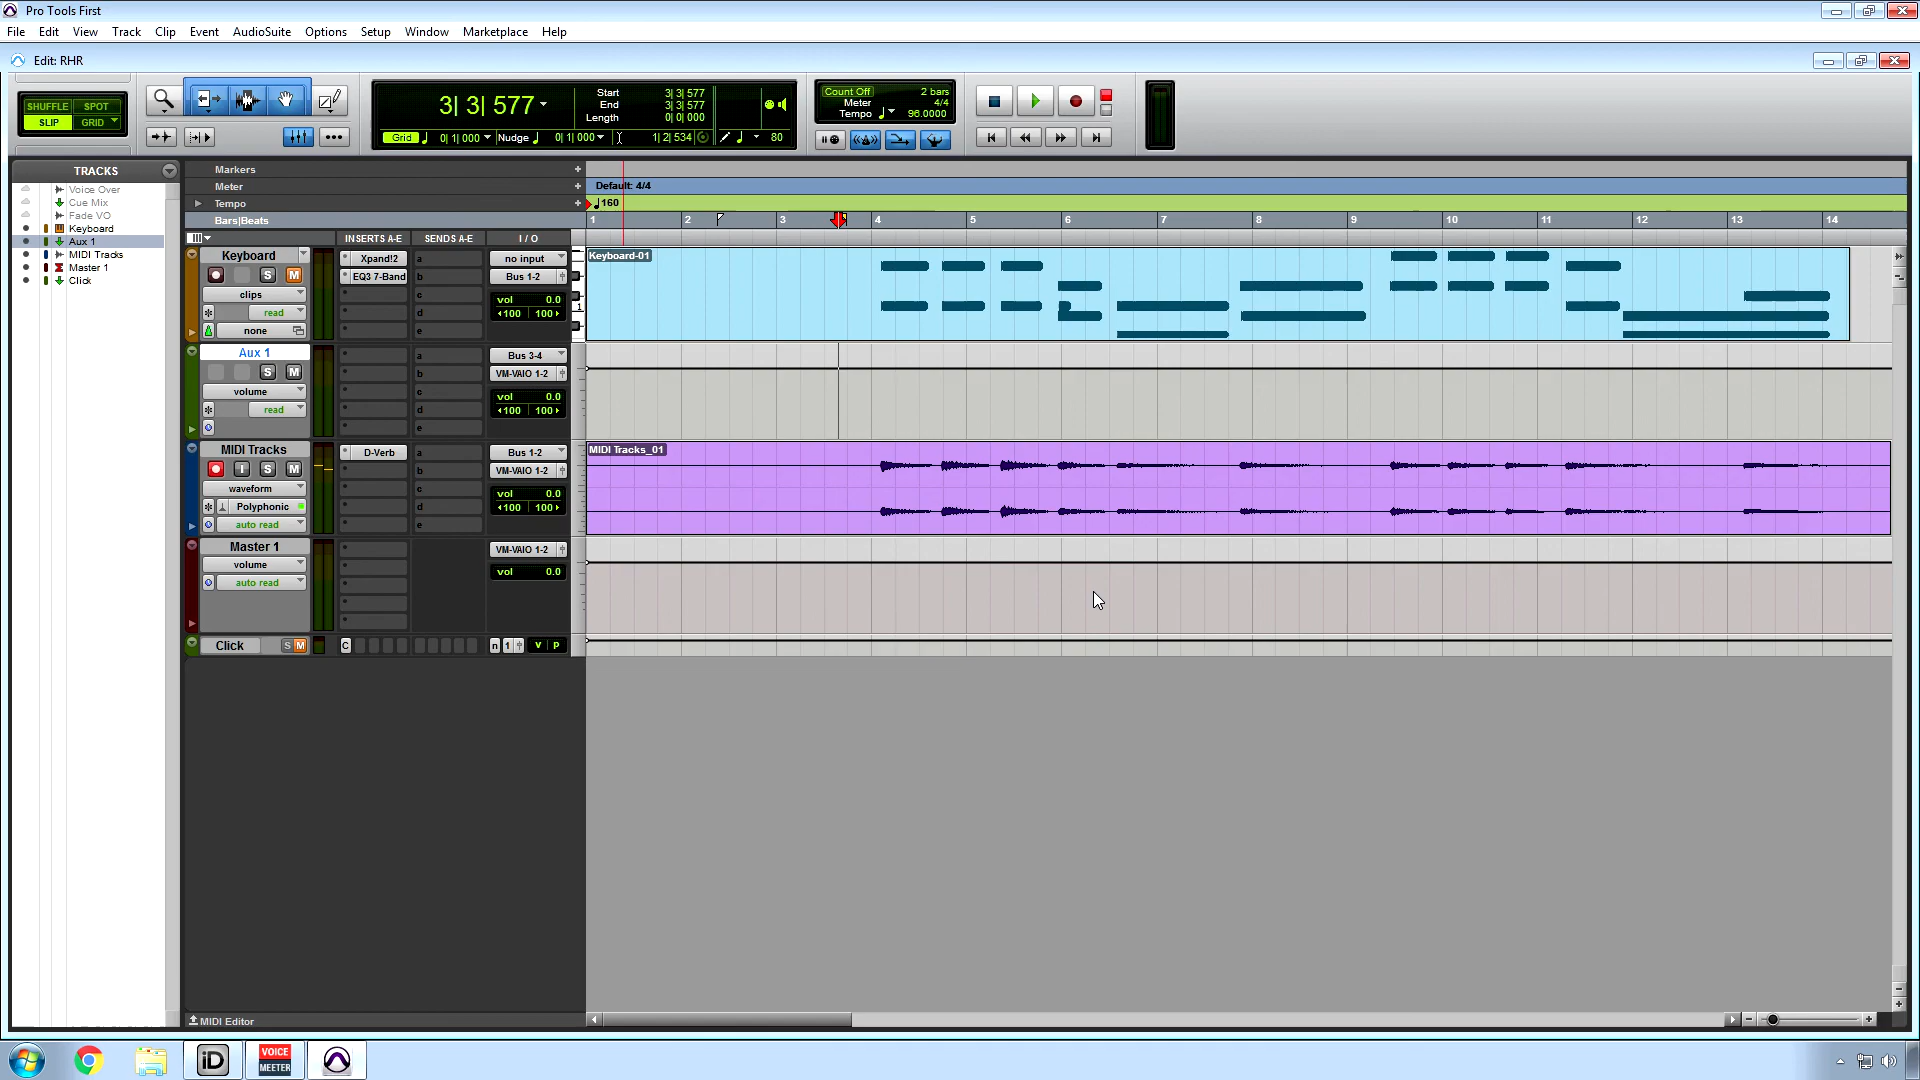 Pro Tools First
File Edit View Track Clip Event AudioSuite Options Setup Window Marketplace Help
Edit: RHR
SHUFFLE SPOT
SLIP GRID
3| 3| 577
Start 3| 3| 577
End 3| 3| 577
Length 0| 0| 000
Grid 0| 1| 000 Nudge 0| 1| 000 1| 2| 534 80
Count Off 2 bars
Meter 4/4
Tempo 96.0000
TRACKS
Voice Over
Cue Mix
Fade VO
Keyboard
Aux 1
MIDI Tracks
Master 1
Click
Markers
Meter Default: 4/4
Tempo 160
Bars|Beats 1 2 3 4 5 6 7 8 9 10 11 12 13 14
INSERTS A-E SENDS A-E I / O
Keyboard Xpand!2 a no input Keyboard-01
S M EQ3 7-Band b Bus 1-2
clips c vol 0.0
read d 100 100
none e
1
Aux 1 a Bus 3-4
S M b VM-VAIO 1-2
volume c vol 0.0
read d 100 100
e
MIDI Tracks D-Verb a Bus 1-2 MIDI Tracks_01
I S M b VM-VAIO 1-2
waveform c vol 0.0
Polyphonic d 100 100
auto read e
Master 1 VM-VAIO 1-2
volume vol 0.0
auto read
Click S M C n 1 v p
MIDI Editor
iD
VOICE
MEETER